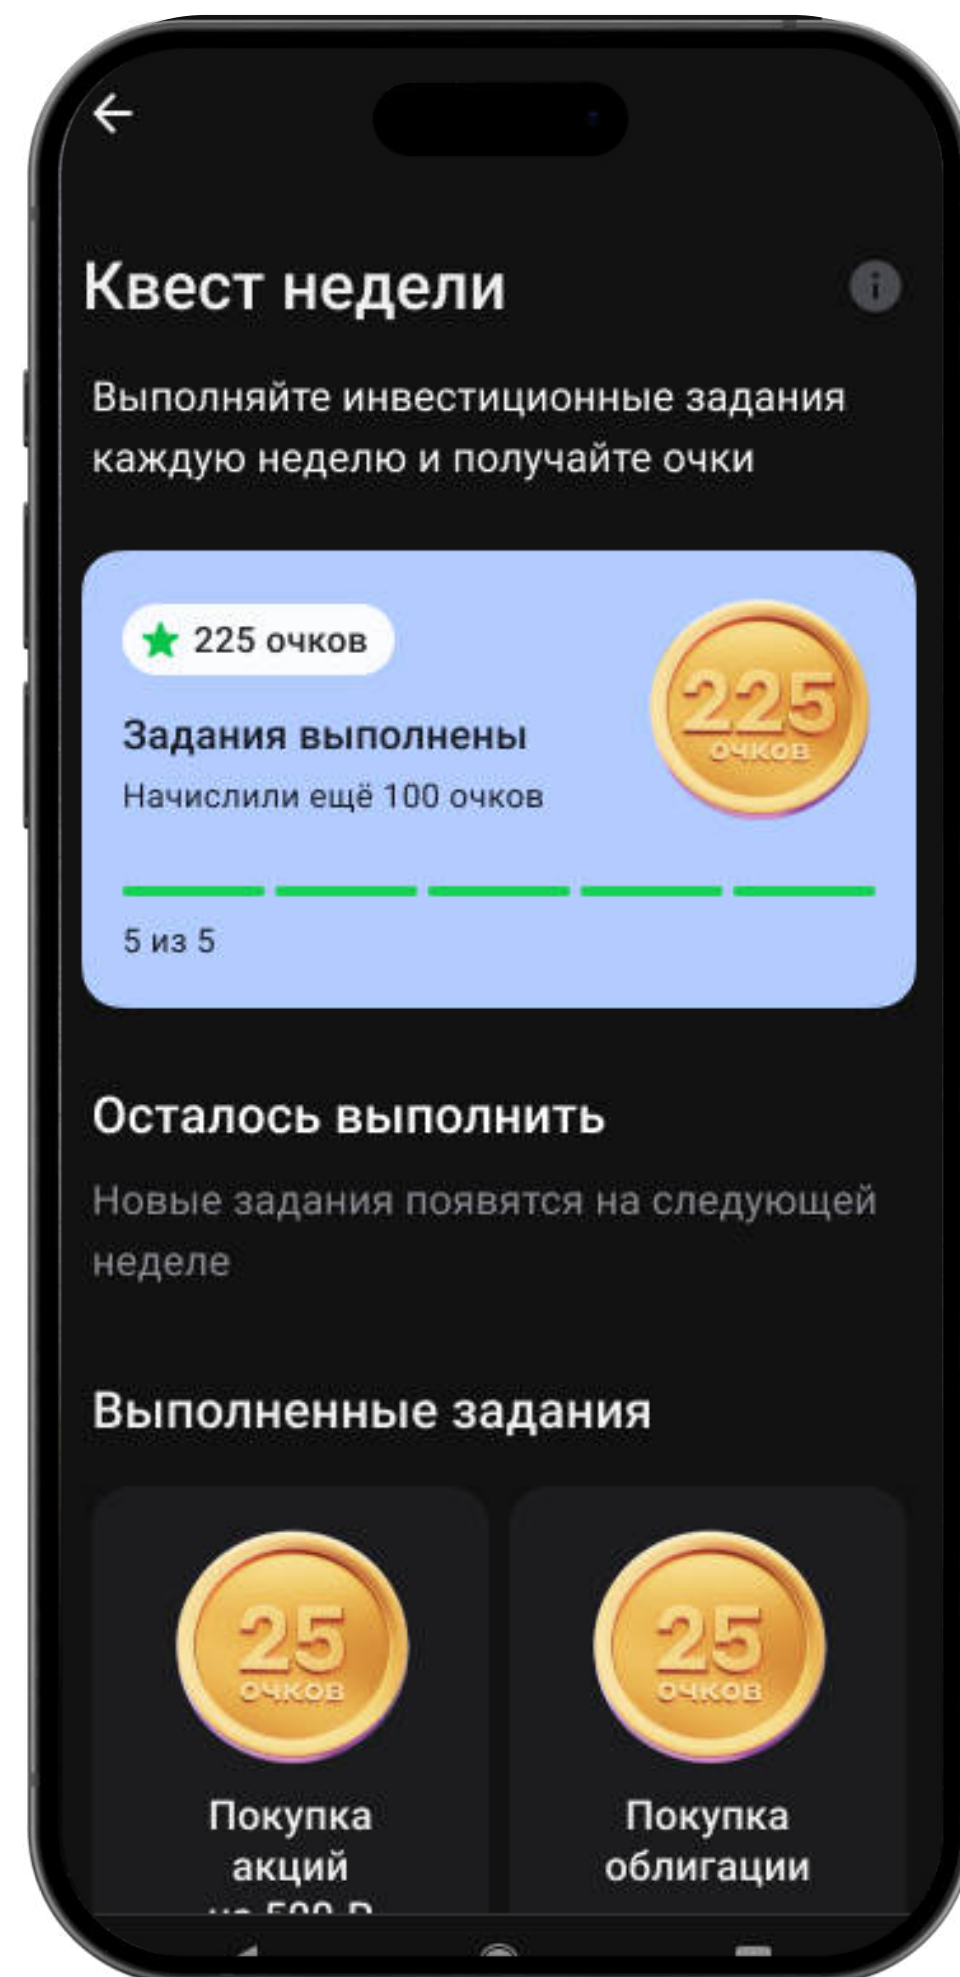 Квест недели
Выполняйте инвестиционные задания
каждую неделю и получайте очки
225 очков
225
ОЧКОВ
Задания выполнены
Начислили ещё 100 очков
5 из 5
Осталось выполнить
Новые задания появятся на следующей
неделе
Выполненные задания
25
ОЧКОВ
Покупка
акций
на 500 ₽
25
ОЧКОВ
Покупка
облигации